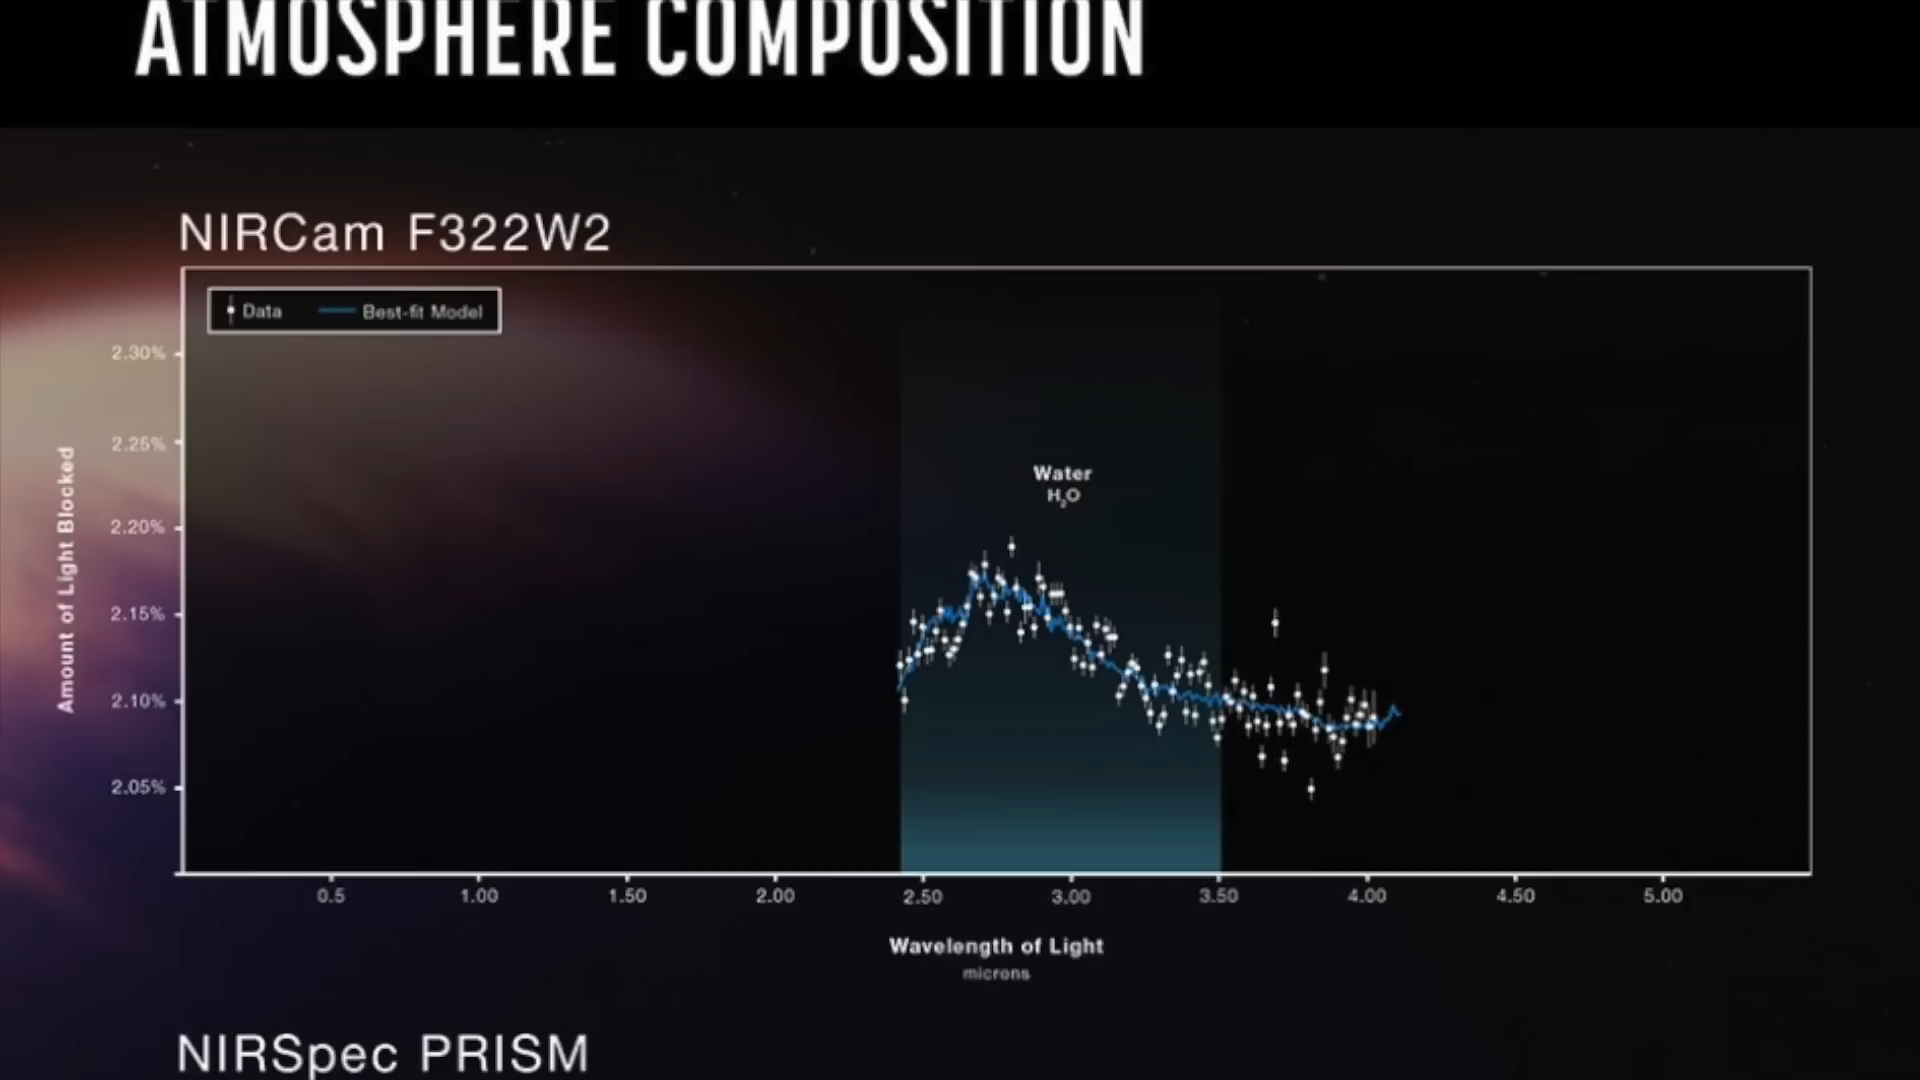 ATMOSPHERE COMPOSITION
NIRCam F322W2
Data
Best-fit Model
2.30%
2.25%
2.20%
2.15%
2.10%
2.05%
Amount of Light Blocked
Water
H₂O
0.5
1.00
1.50
2.00
2.50
3.00
3.50
4.00
4.50
5.00
Wavelength of Light
microns
NIRSpec PRISM